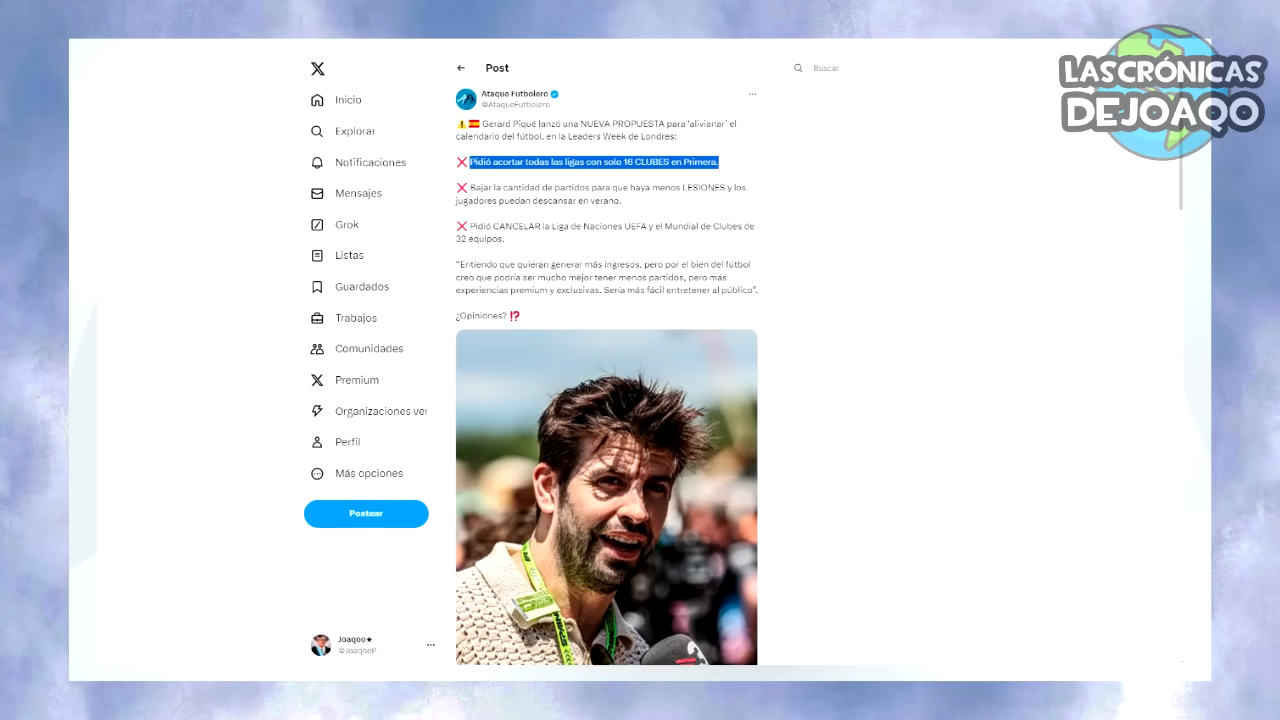 LAS CRÓNICAS
DE JOAQO
Post
Buscar
Inicio
Explorar
Notificaciones
Mensajes
Grok
Listas
Guardados
Trabajos
Comunidades
Premium
Organizaciones ver
Perfil
Más opciones
Postear
Joaqoo★
@JoaqooP
Ataque Futbolero
@AtaqueFutbolero
⚠️🇪🇸 Gerard Piqué lanzó una NUEVA PROPUESTA para 'alivianar' el
calendario del fútbol, en la Leaders Week de Londres:
❌ Pidió acortar todas las ligas con solo 16 CLUBES en Primera.
❌ Bajar la cantidad de partidos para que haya menos LESIONES y los
jugadores puedan descansar en verano.
❌ Pidió CANCELAR la Liga de Naciones UEFA y el Mundial de Clubes de
32 equipos.
"Entiendo que quieran generar más ingresos, pero por el bien del fútbol
creo que podría ser mucho mejor tener menos partidos, pero más
experiencias premium y exclusivas. Sería más fácil entretener al público".
¿Opiniones? ⁉️